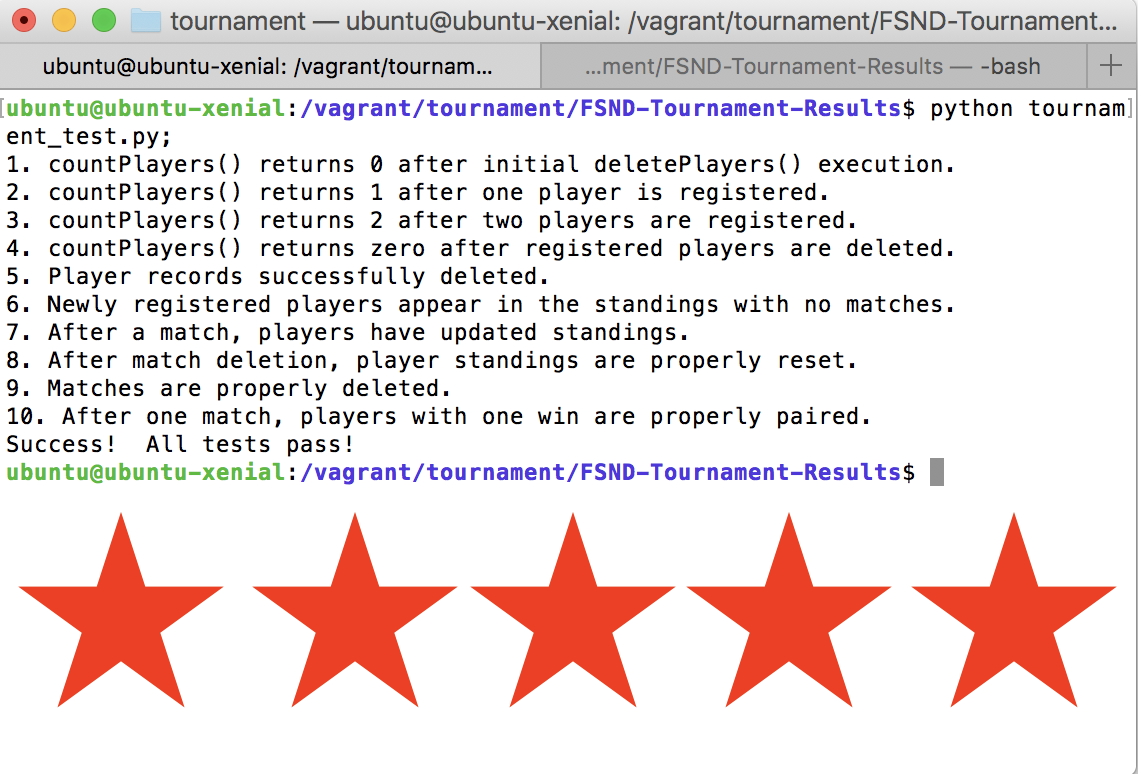 tournament — ubuntu@ubuntu-xenial: /vagrant/tournament/FSND-Tournament...
ubuntu@ubuntu-xenial: /vagrant/tournam... ...ment/FSND-Tournament-Results — -bash +
ubuntu@ubuntu-xenial:/vagrant/tournament/FSND-Tournament-Results$ python tournam
ent_test.py;
1. countPlayers() returns 0 after initial deletePlayers() execution.
2. countPlayers() returns 1 after one player is registered.
3. countPlayers() returns 2 after two players are registered.
4. countPlayers() returns zero after registered players are deleted.
5. Player records successfully deleted.
6. Newly registered players appear in the standings with no matches.
7. After a match, players have updated standings.
8. After match deletion, player standings are properly reset.
9. Matches are properly deleted.
10. After one match, players with one win are properly paired.
Success!  All tests pass!
ubuntu@ubuntu-xenial:/vagrant/tournament/FSND-Tournament-Results$